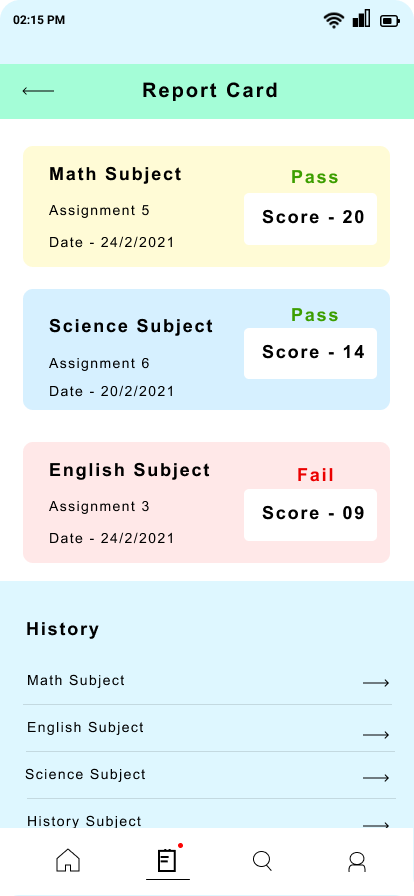 02:15 PM
Report Card
Math Subject
Pass
Assignment 5
Score - 20
Date - 24/2/2021
Science Subject
Pass
Assignment 6
Score - 14
Date - 20/2/2021
English Subject
Fail
Assignment 3
Score - 09
Date - 24/2/2021
History
Math Subject
English Subject
Science Subject
History Subject